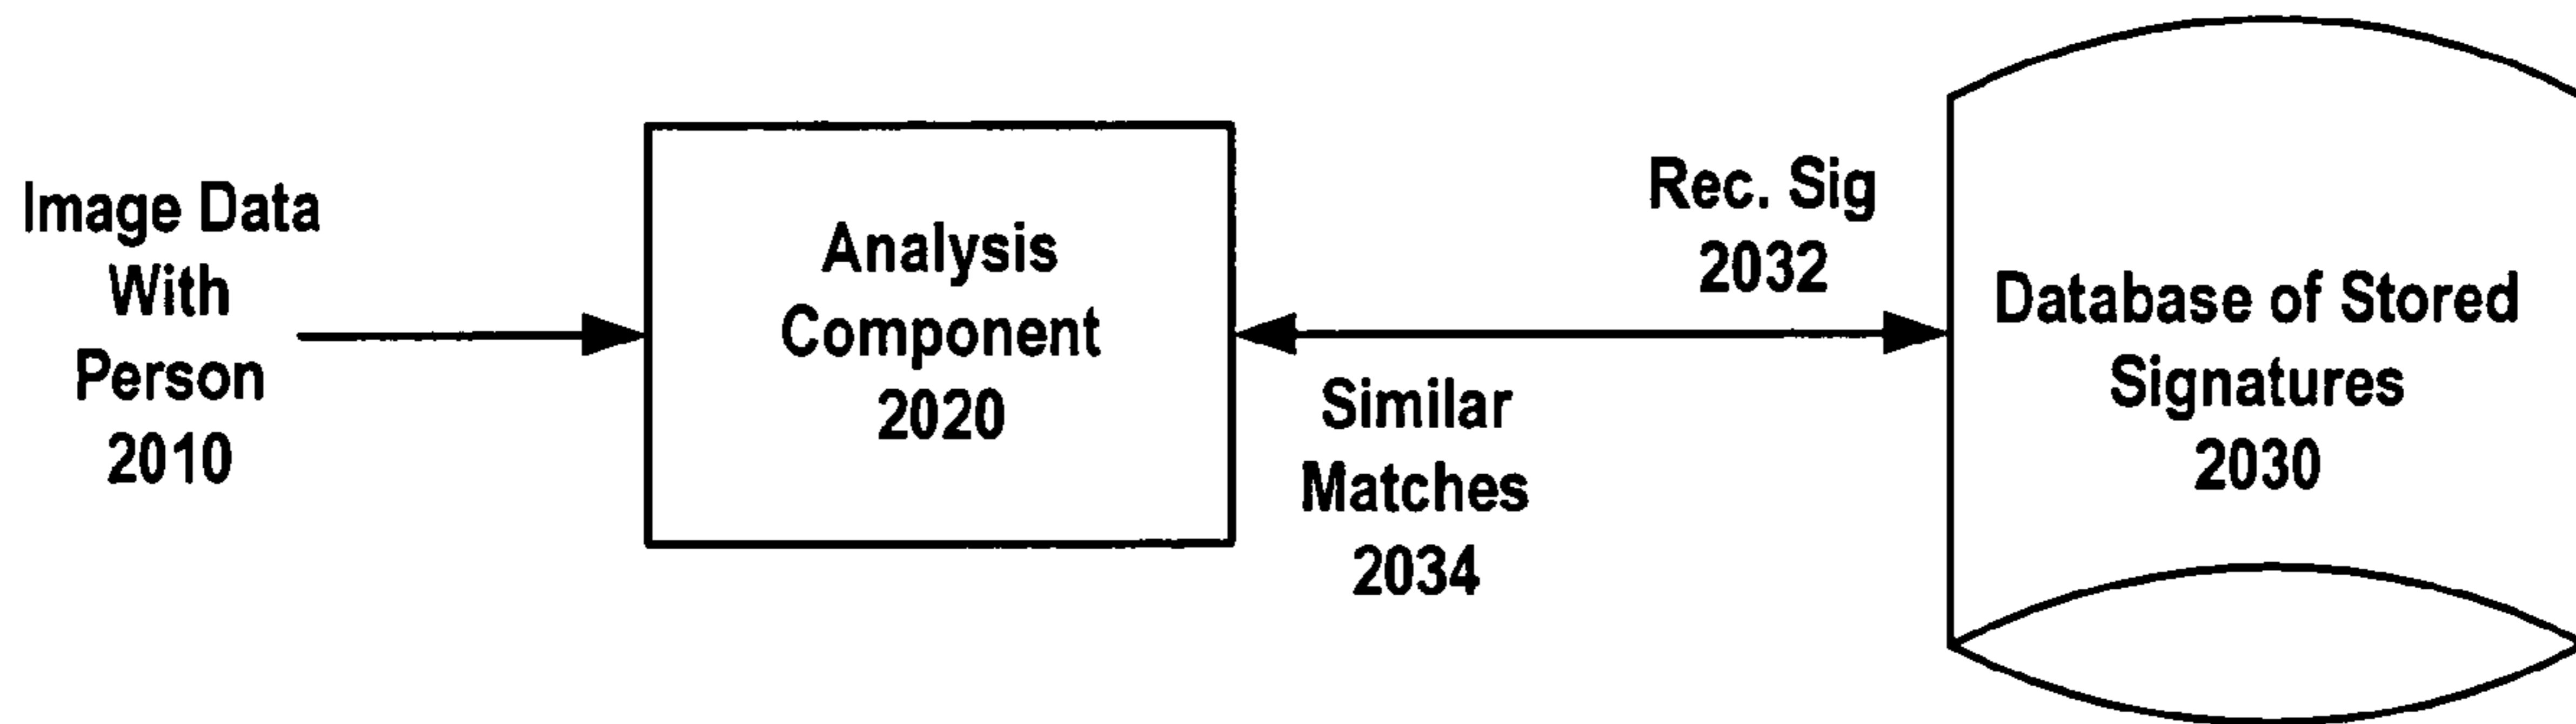 Image Data
With
Person
2010
Analysis
Component
2020
Rec. Sig
2032
Similar
Matches
2034
Database of Stored
Signatures
2030